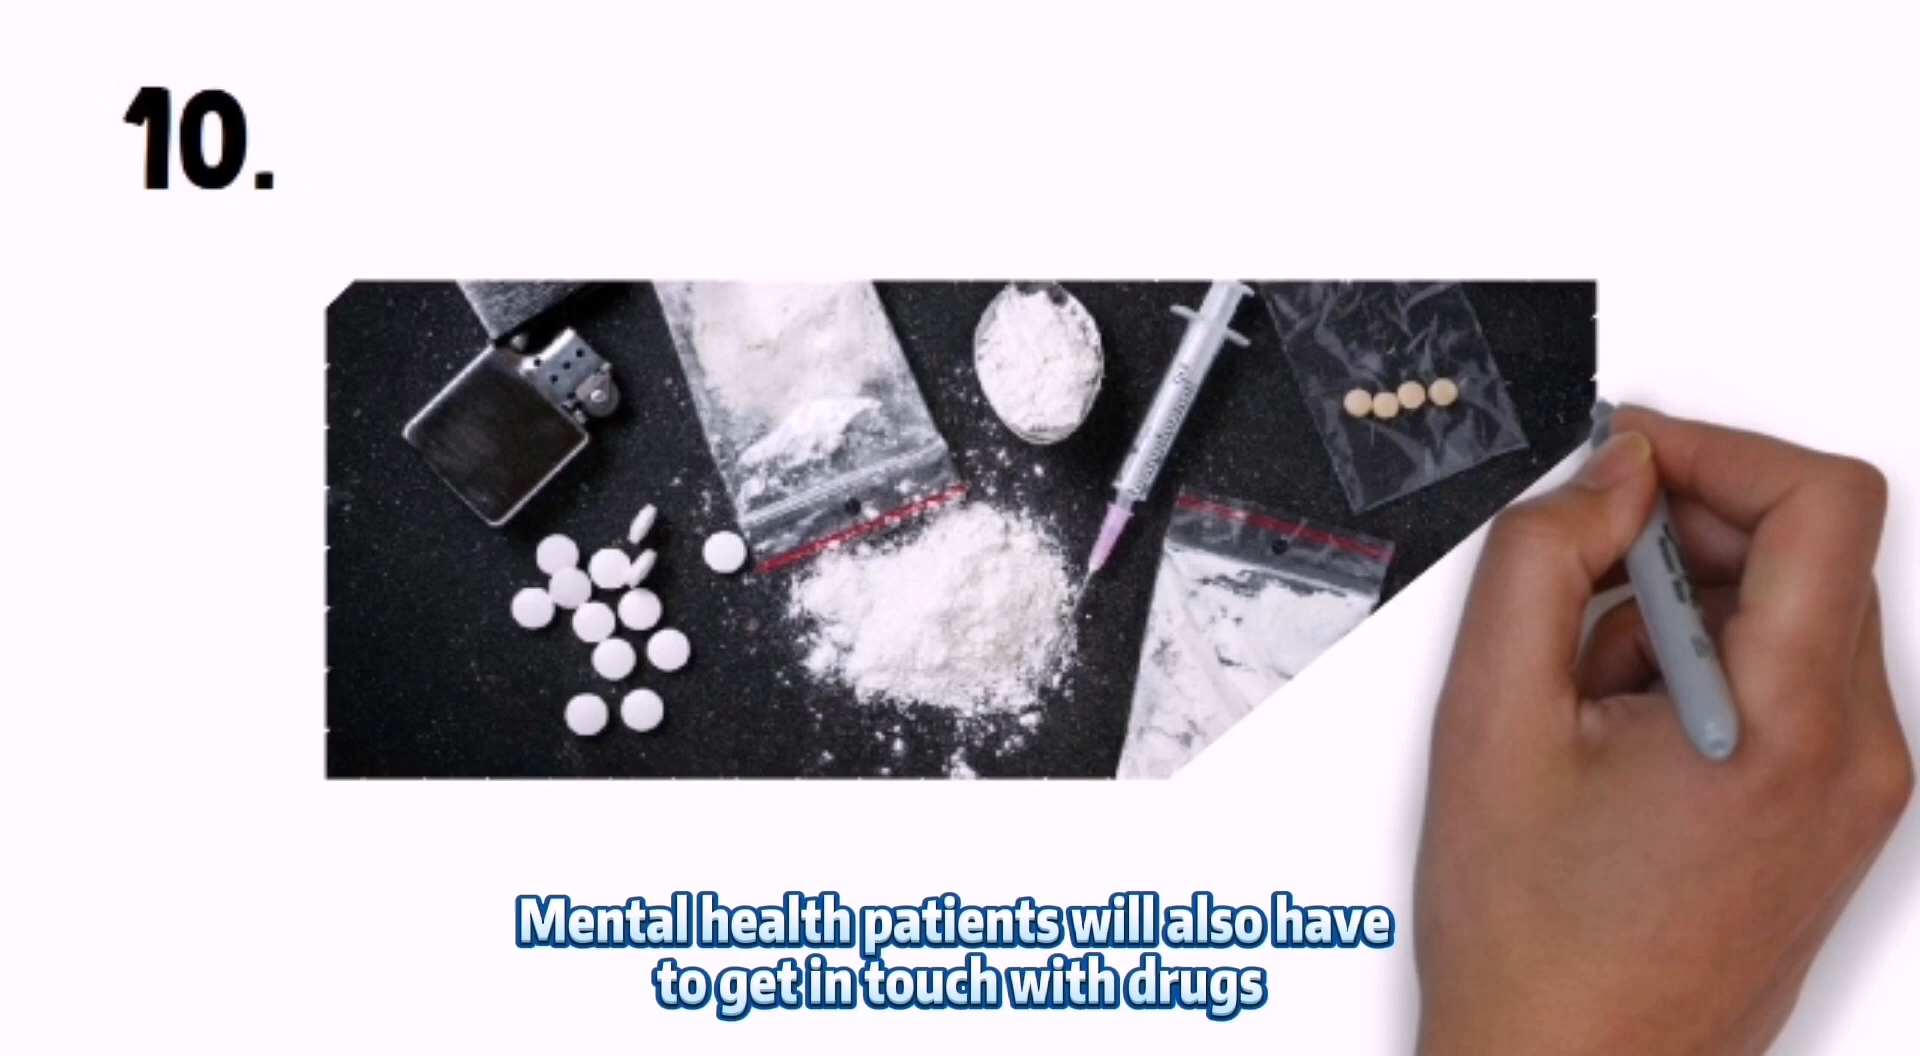 10.
Mental health patients will also have
to get in touch with drugs